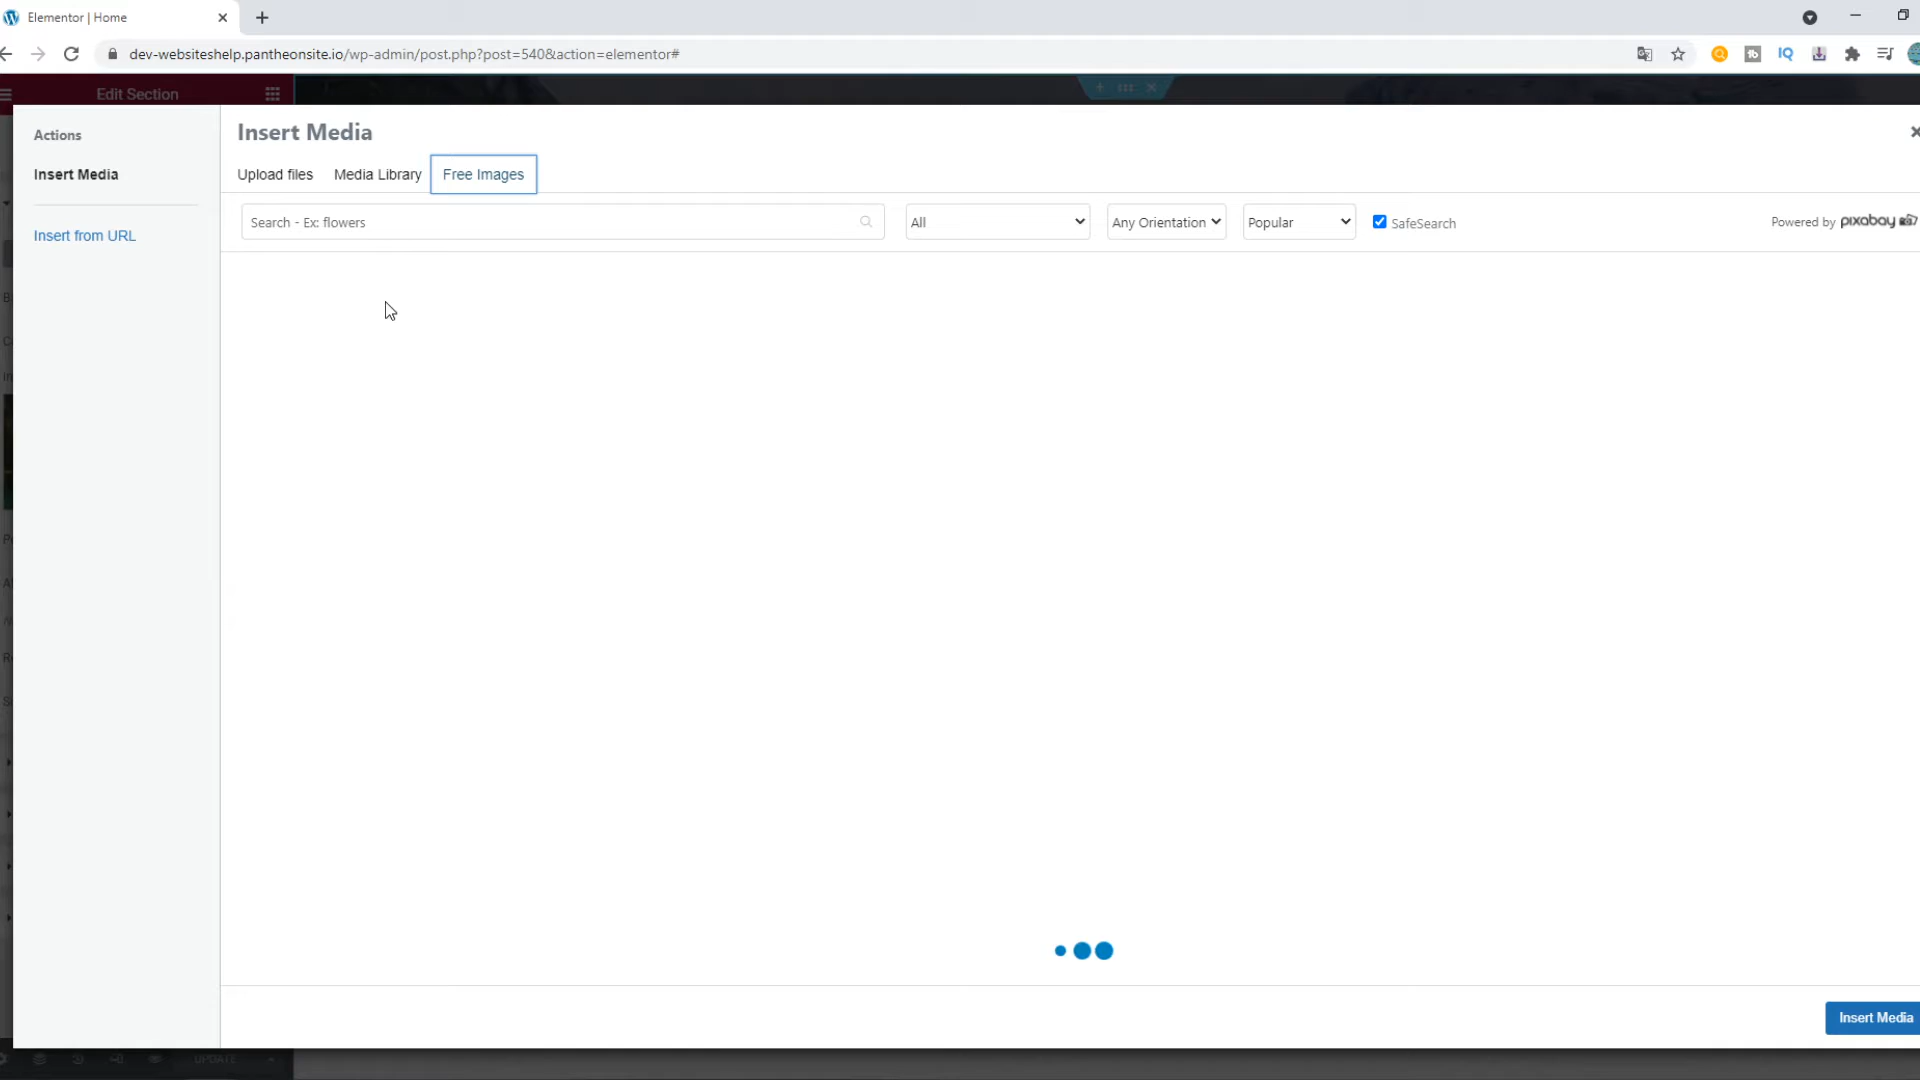 Elementor | Home
dev-websiteshelp.pantheonsite.io/wp-admin/post.php?post=540&action=elementor#
IQ
Edit Section
Actions
Insert Media
Insert from URL
Insert Media
Upload files
Media Library
Free Images
Search - Ex: flowers
All
Any Orientation
Popular
SafeSearch
Powered by pixabay
Insert Media
UPDATE